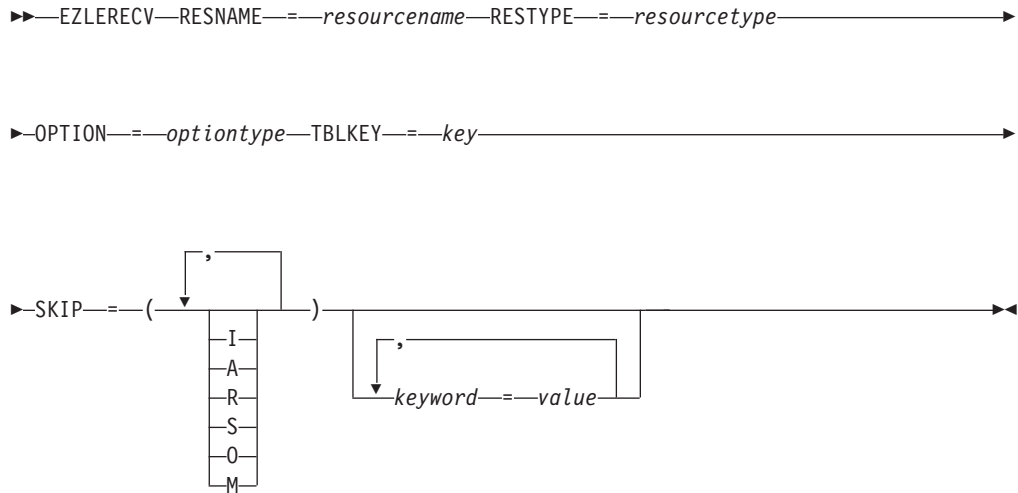 EZLERECV RESNAME = resourcename RESTYPE = resourcetype
OPTION = optiontype TBLKEY = key
,
SKIP = ( )
I
A
R
S
O
M
,
keyword = value